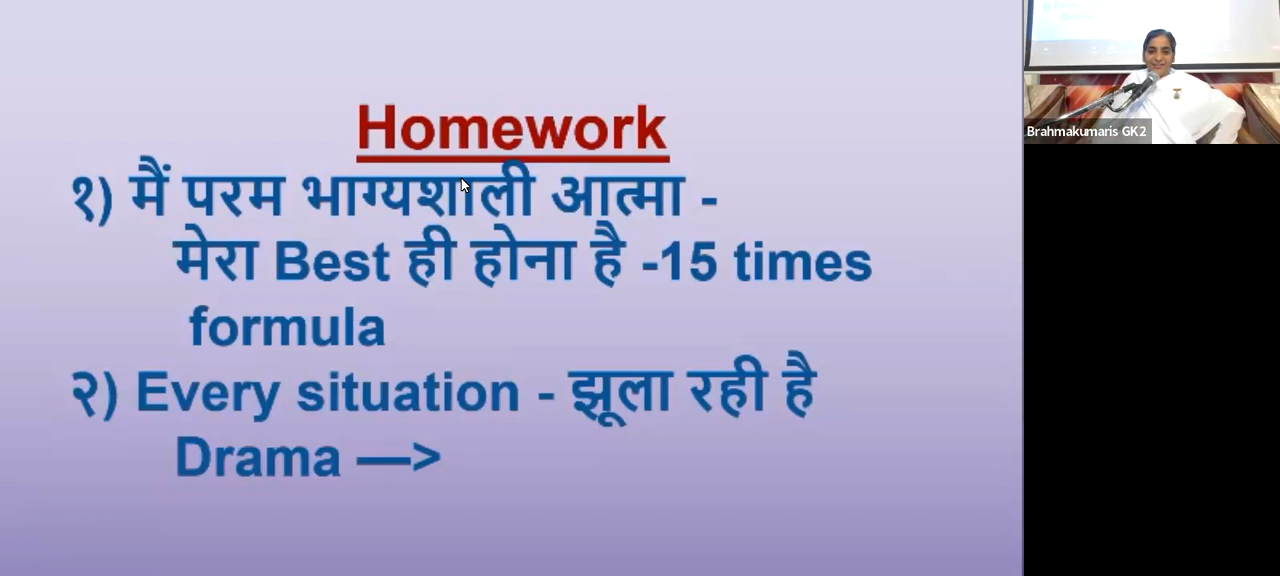 Homework
१) मैं परम भाग्यशाली आत्मा -
मेरा Best ही होना है -15 times
formula
२) Every situation - झूला रही है
Drama —>
Brahmakumaris GK2